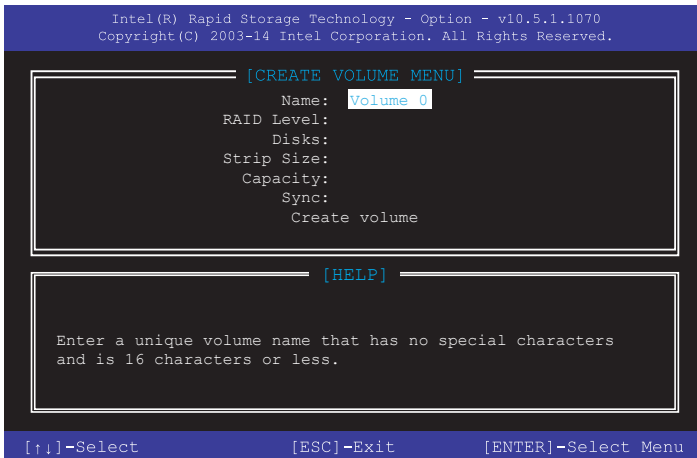 Intel(R) Rapid Storage Technology - Option - v10.5.1.1070
Copyright(C) 2003-14 Intel Corporation. All Rights Reserved.
[CREATE VOLUME MENU]
Name: Volume 0
RAID Level:
Disks:
Strip Size:
Capacity:
Sync:
Create volume
[HELP]
Enter a unique volume name that has no special characters
and is 16 characters or less.
[↑↓]-Select [ESC]-Exit [ENTER]-Select Menu